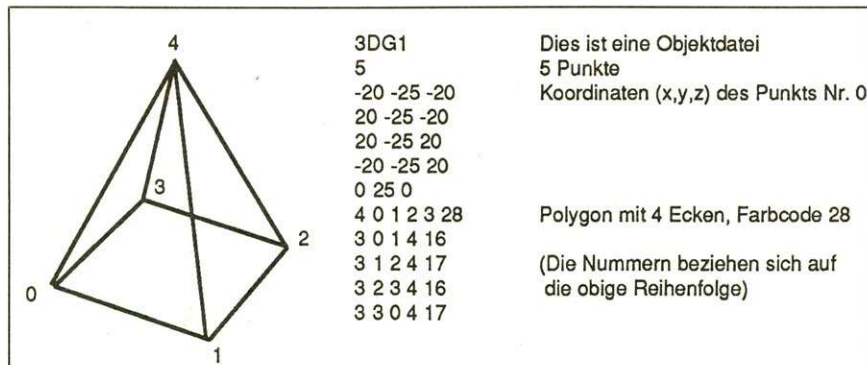 4
3
2
0
1
3DG1 Dies ist eine Objektdatei
5 5 Punkte
-20 -25 -20 Koordinaten (x,y,z) des Punkts Nr. 0
20 -25 -20
20 -25 20
-20 -25 20
0 25 0
4 0 1 2 3 28 Polygon mit 4 Ecken, Farbcode 28
3 0 1 4 16
3 1 2 4 17 (Die Nummern beziehen sich auf
3 2 3 4 16 die obige Reihenfolge)
3 3 0 4 17